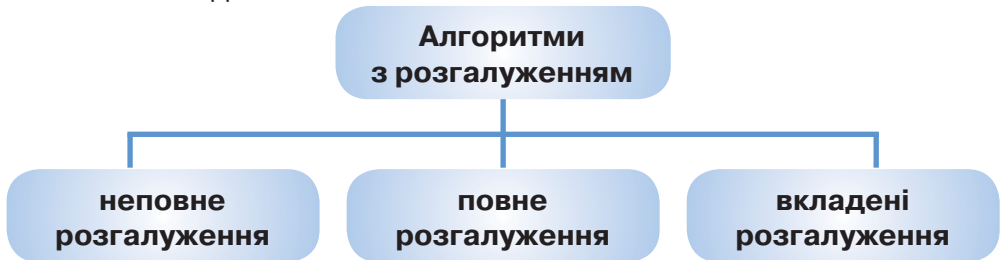 Алгоритми
з розгалуженням
неповне
розгалуження
повне
розгалуження
вкладені
розгалуження